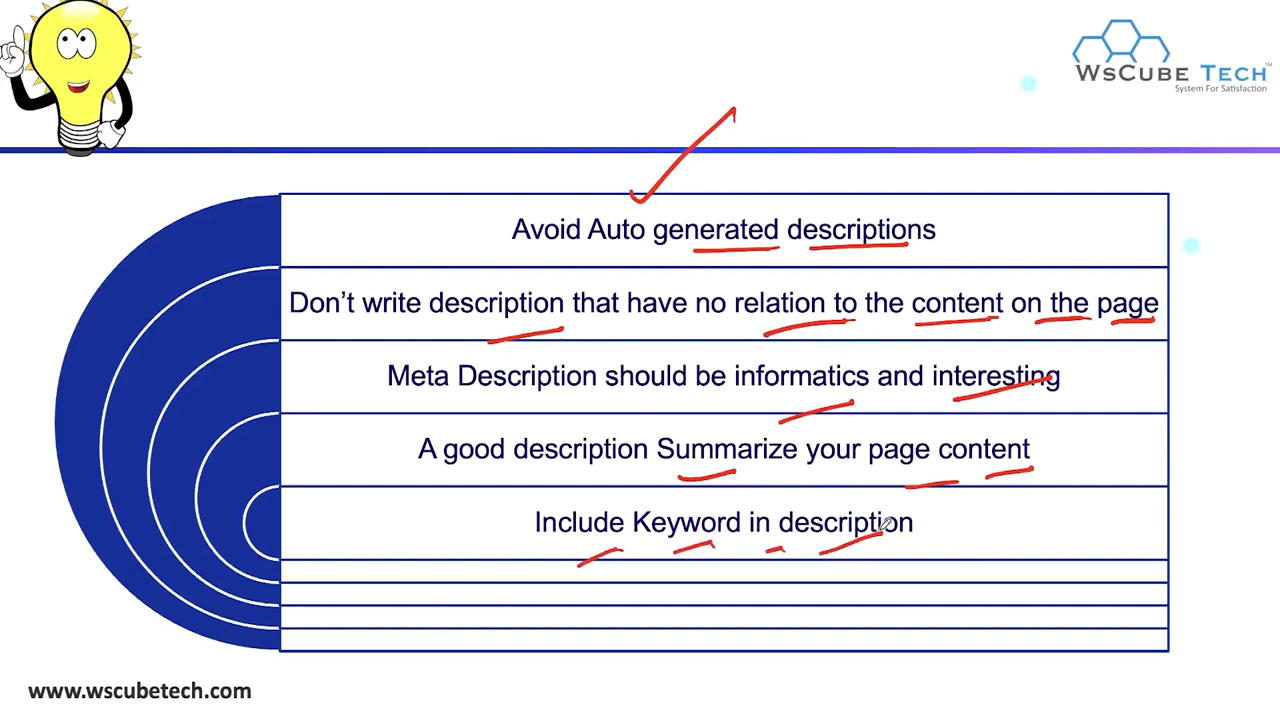 WsCube Tech™
System For Satisfaction
Avoid Auto generated descriptions
Don’t write description that have no relation to the content on the page
Meta Description should be informatics and interesting
A good description Summarize your page content
Include Keyword in description
www.wscubetech.com